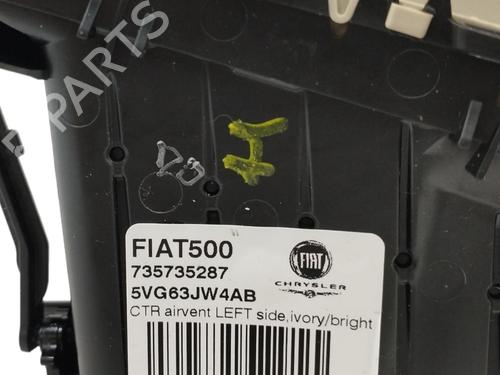 PARTS
H
FIAT500
735735287
5VG63JW4AB
FIAT
CHRYSLER
CTR airvent LEFT side,ivory/bright